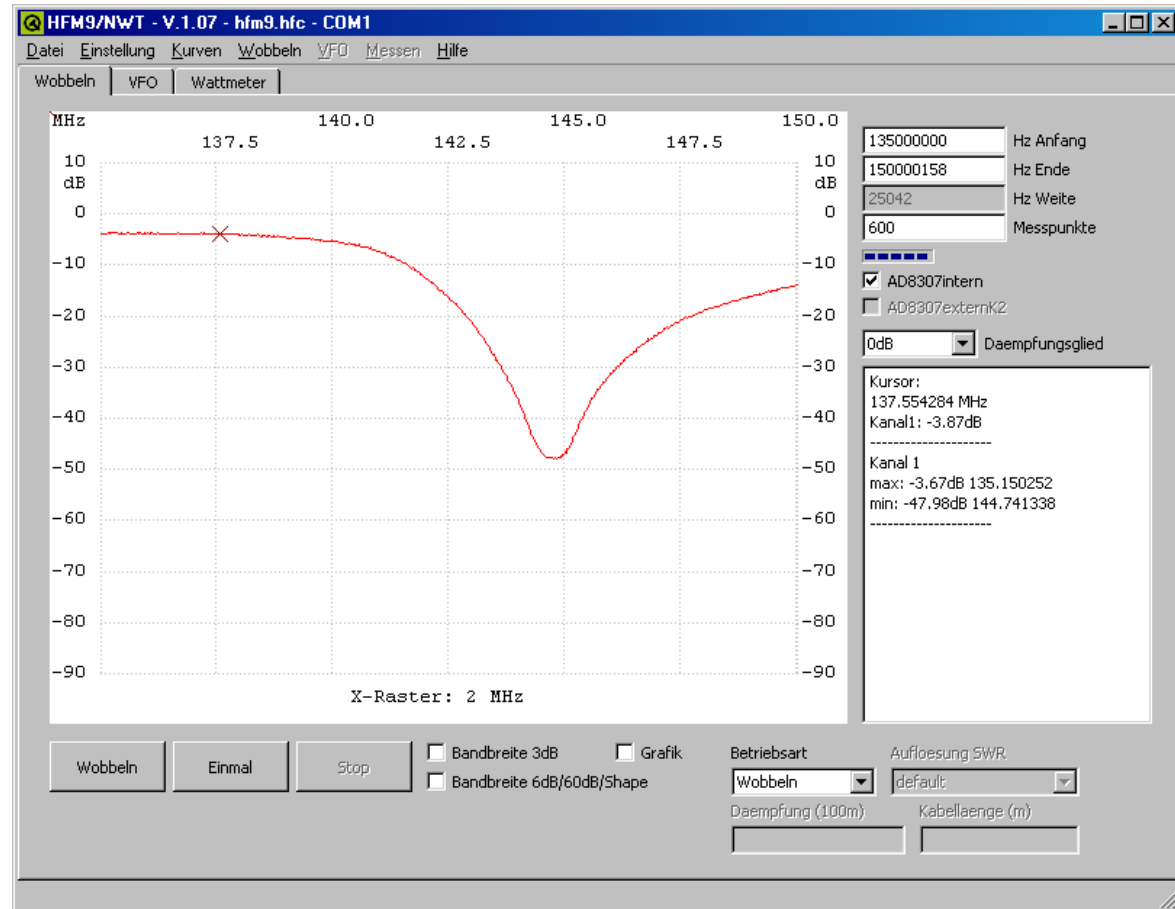 HFM9/NWT - V.1.07 - hfm9.hfc - COM1
Datei Einstellung Kurven Wobbeln VFO Messen Hilfe
Wobbeln VFO Wattmeter
MHz 140.0 145.0 150.0
137.5 142.5 147.5
10 10
dB dB
0 0
-10 -10
-20 -20
-30 -30
-40 -40
-50 -50
-60 -60
-70 -70
-80 -80
-90 -90
X-Raster: 2 MHz
135000000 Hz Anfang
150000158 Hz Ende
25042 Hz Weite
600 Messpunkte
AD8307intern
AD8307externK2
0dB Daempfungsglied
Kursor:
137.554284 MHz
Kanal1: -3.87dB
---------------------
Kanal 1
max: -3.67dB 135.150252
min: -47.98dB 144.741338
---------------------
Wobbeln Einmal Stop
Bandbreite 3dB Grafik
Bandbreite 6dB/60dB/Shape
Betriebsart Aufloesung SWR
Wobbeln default
Daempfung (100m) Kabellaenge (m)